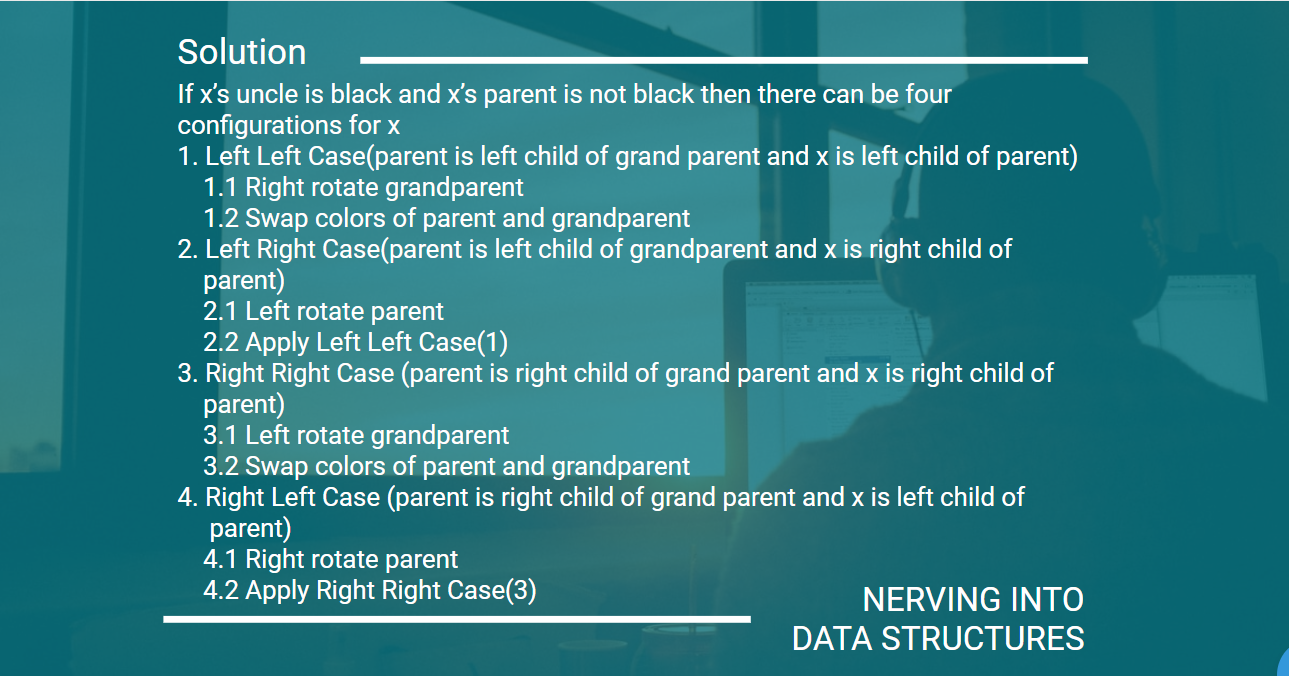 Solution
If x’s uncle is black and x’s parent is not black then there can be four
configurations for x
1. Left Left Case(parent is left child of grand parent and x is left child of parent)
1.1 Right rotate grandparent
1.2 Swap colors of parent and grandparent
2. Left Right Case(parent is left child of grandparent and x is right child of
parent)
2.1 Left rotate parent
2.2 Apply Left Left Case(1)
3. Right Right Case (parent is right child of grand parent and x is right child of
parent)
3.1 Left rotate grandparent
3.2 Swap colors of parent and grandparent
4. Right Left Case (parent is right child of grand parent and x is left child of
parent)
4.1 Right rotate parent
4.2 Apply Right Right Case(3)
NERVING INTO
DATA STRUCTURES